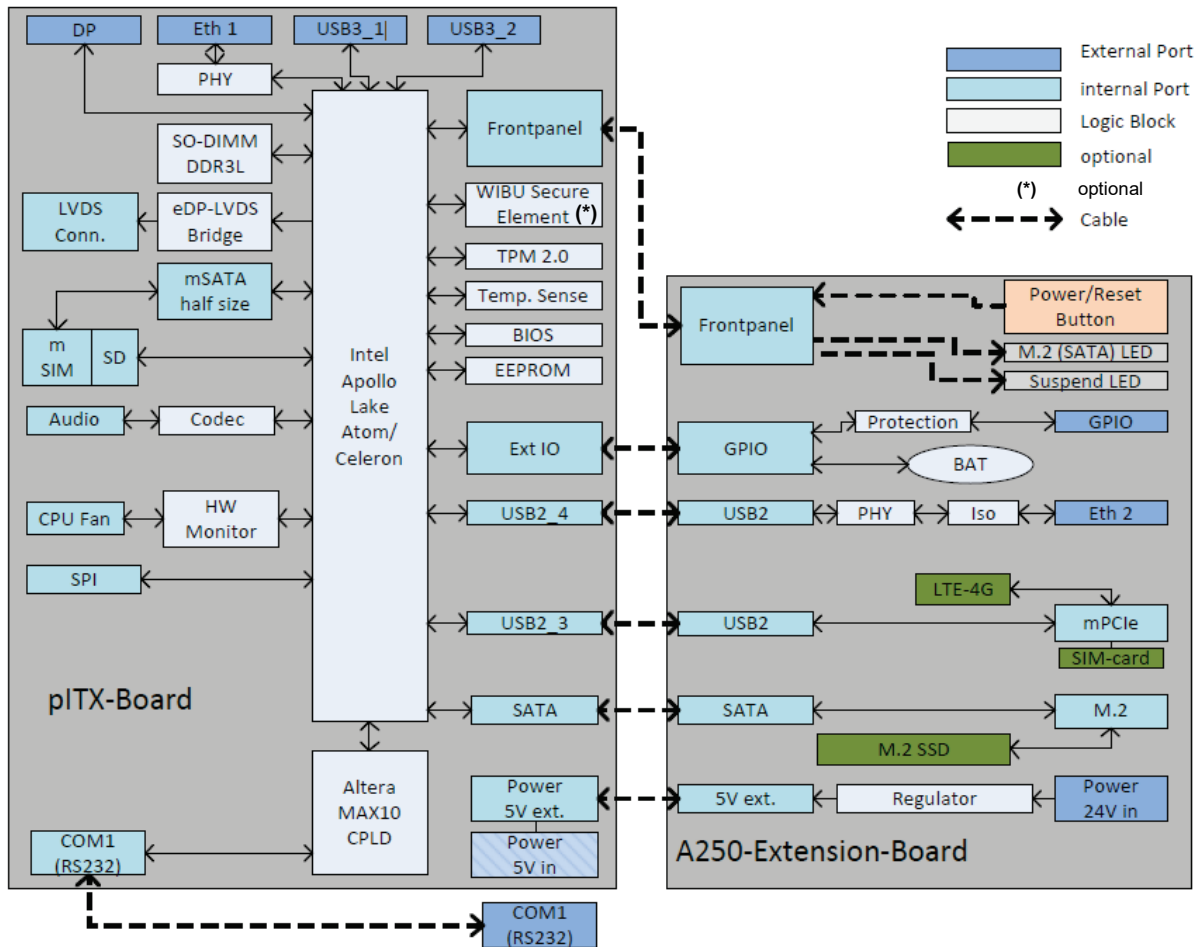 DP
Eth 1
USB3_1
USB3_2
PHY
SO-DIMM
DDR3L
LVDS
Conn.
eDP-LVDS
Bridge
mSATA
half size
m
SIM
SD
Audio
Codec
CPU Fan
HW
Monitor
SPI
Intel
Apollo
Lake
Atom/
Celeron
Frontpanel
WIBU Secure
Element (*)
TPM 2.0
Temp. Sense
BIOS
EEPROM
Ext IO
USB2_4
USB2_3
SATA
Power
5V ext.
Power
5V in
pITX-Board
Altera
MAX10
CPLD
COM1
(RS232)
COM1
(RS232)
External Port
internal Port
Logic Block
optional
(*) optional
Cable
Frontpanel
Power/Reset
Button
M.2 (SATA) LED
Suspend LED
GPIO
Protection
GPIO
BAT
USB2
PHY
Iso
Eth 2
LTE-4G
USB2
mPCIe
SIM-card
SATA
M.2
M.2 SSD
5V ext.
Regulator
Power
24V in
A250-Extension-Board